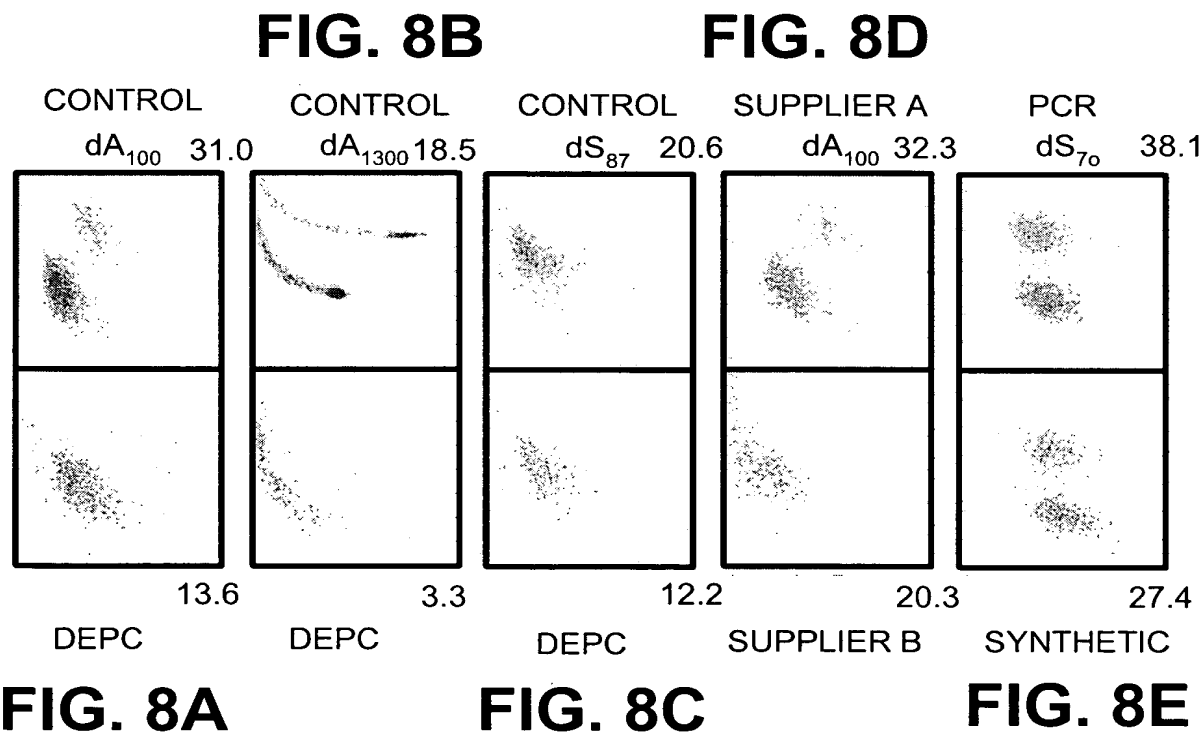 FIG. 8B FIG. 8D
CONTROL CONTROL CONTROL SUPPLIER A PCR
dA₁₀₀ 31.0 dA₁₃₀₀ 18.5 dS₈₇ 20.6 dA₁₀₀ 32.3 dS₇ₒ 38.1
13.6 3.3 12.2 20.3 27.4
DEPC DEPC DEPC SUPPLIER B SYNTHETIC
FIG. 8A FIG. 8C FIG. 8E